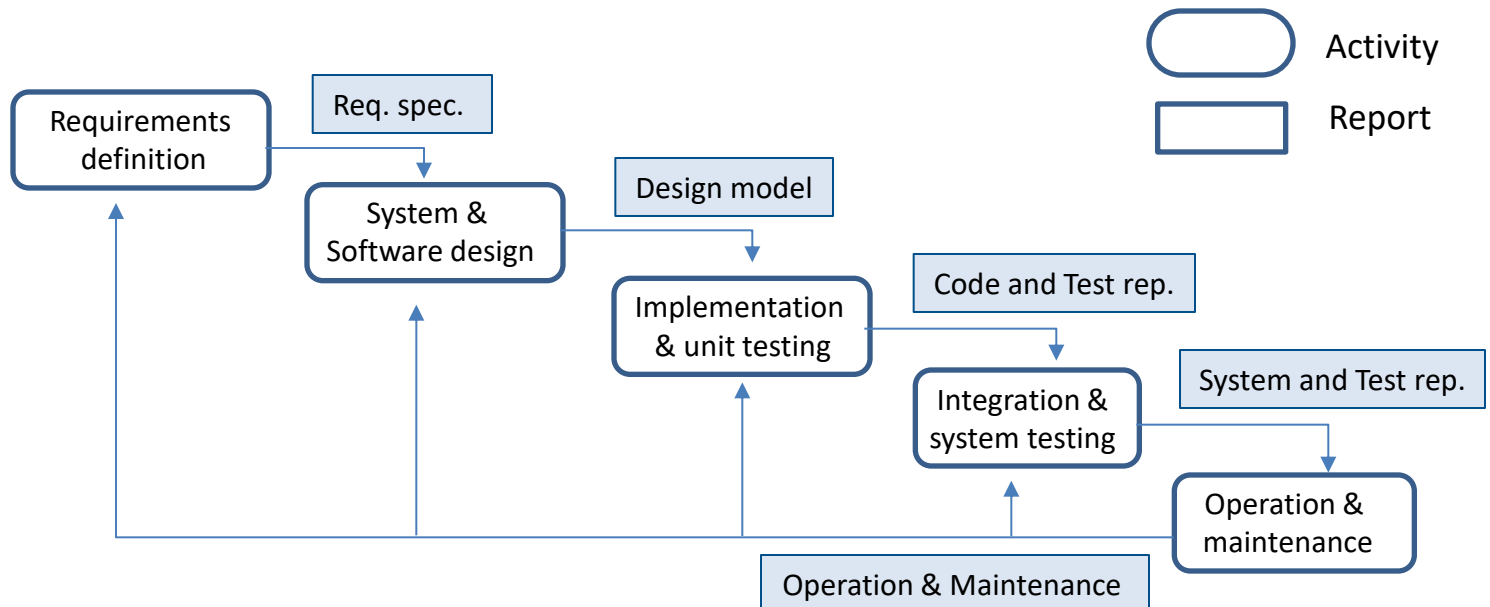 Activity
Report
Requirements
definition
Req. spec.
System &
Software design
Design model
Implementation
& unit testing
Code and Test rep.
Integration &
system testing
System and Test rep.
Operation &
maintenance
Operation & Maintenance